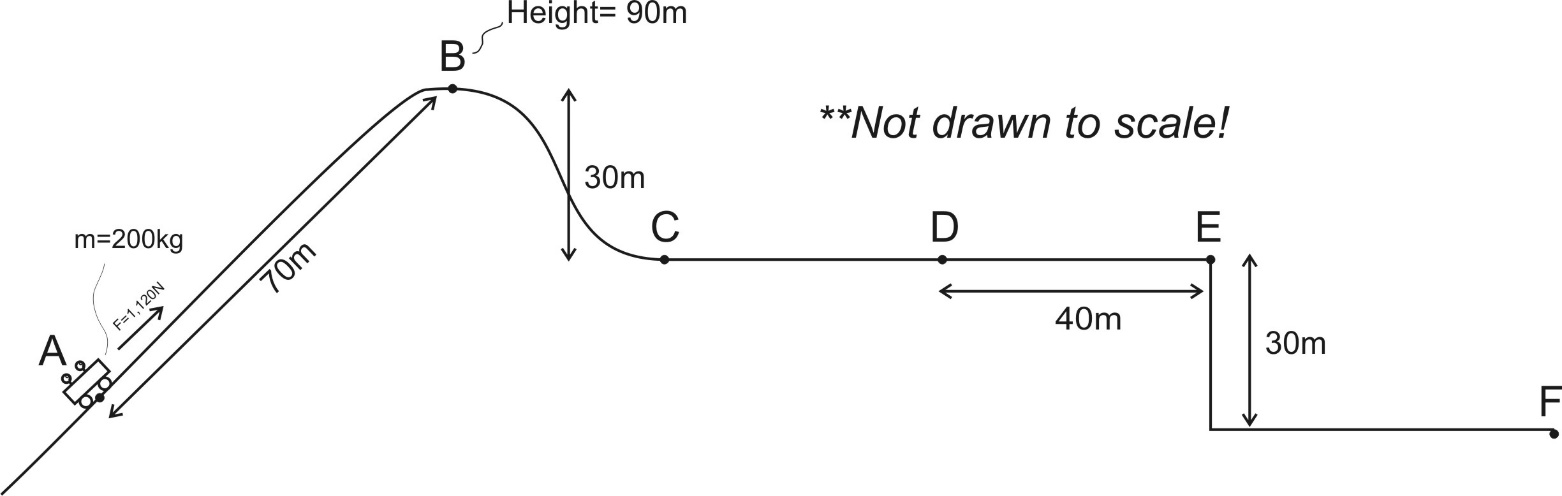 Height= 90m
B
**Not drawn to scale!
30m
C
D
E
m=200kg
70m
F=1,120N
40m
30m
A
F